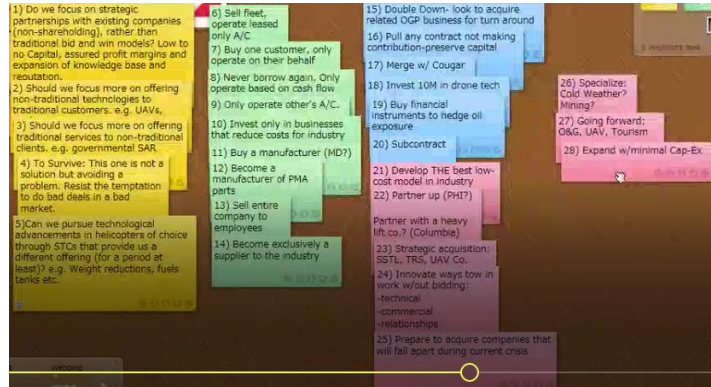 1) Do we focus on strategic
partnerships with existing companies
(non-shareholding), rather than
traditional bid and win models? Low to
no Capital, assured profit margins and
expansion of knowledge base and
reputation.
2) Should we focus more on offering
non-traditional technologies to
traditional customers. e.g. UAVs,
3) Should we focus more on offering
traditional services to non-traditional
clients. e.g. governmental SAR
4) To Survive: This one is not a
solution but avoiding a
problem. Resist the temptation
to do bad deals in a bad
market.
5)Can we pursue technological
advancements in helicopters of choice
through STCs that provide us a
different offering (for a period at
least)? e.g. Weight reductions, fuels
tanks etc.
6) Sell fleet,
operate leased
only A/C
7) Buy one customer, only
operate on their behalf
8) Never borrow again. Only
operate based on cash flow
9) Only operate other's A/C.
10) Invest only in businesses
that reduce costs for industry
11) Buy a manufacturer (MD?)
12) Become a
manufacturer of PMA
parts
13) Sell entire
company to
employees
14) Become exclusively a
supplier to the industry
15) Double Down- look to acquire
related OGP business for turn around
16) Pull any contract not making
contribution-preserve capital
17) Merge w/ Cougar
18) Invest 10M in drone tech
19) Buy financial
instruments to hedge oil
exposure
20) Subcontract
21) Develop THE best low-
cost model in industry
22) Partner up (PHI?)
Partner with a heavy
lift co.? (Columbia)
23) Strategic acquisition:
SSTL, TRS, UAV Co.
24) Innovate ways tow in
work w/out bidding:
-technical
-commercial
-relationships
25) Prepare to acquire companies that
will fall apart during current crisis
26) Specialize:
Cold Weather?
Mining?
27) Going forward:
O&G, UAV, Tourism
28) Expand w/minimal Cap-Ex